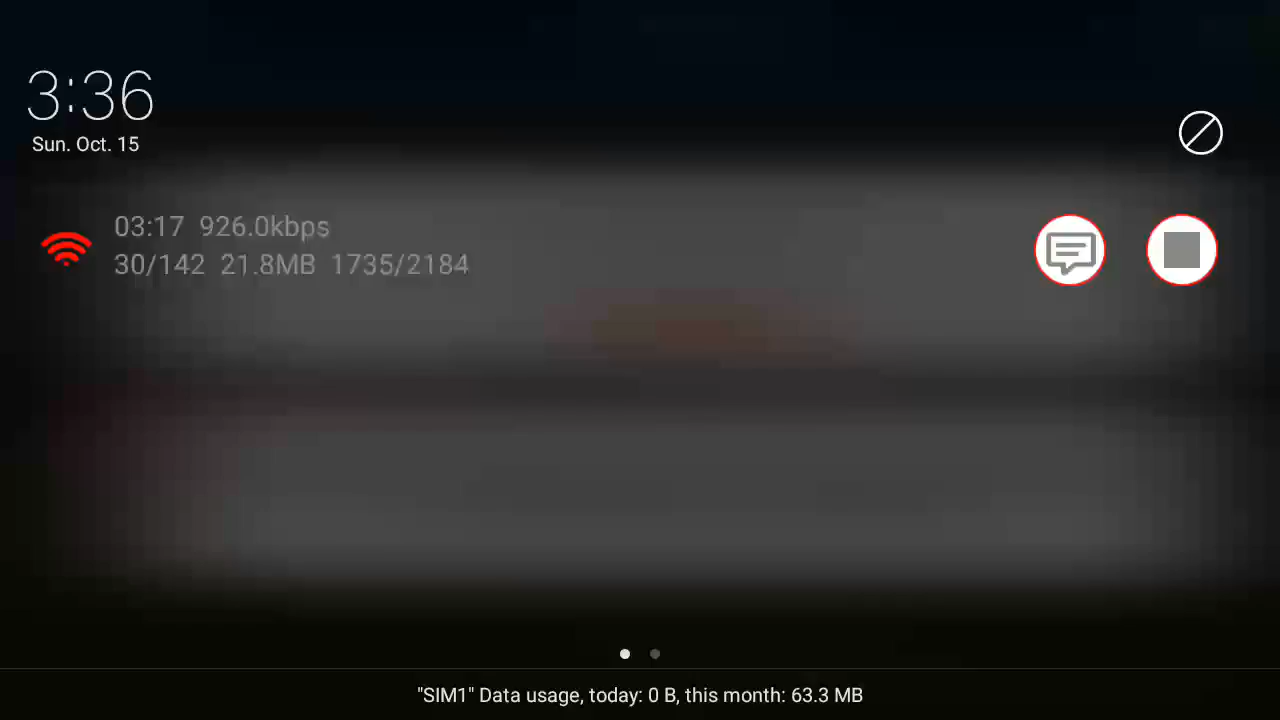 3:36
Sun. Oct. 15
03:17 926.0kbps
30/142 21.8MB 1735/2184
"SIM1" Data usage, today: 0 B, this month: 63.3 MB